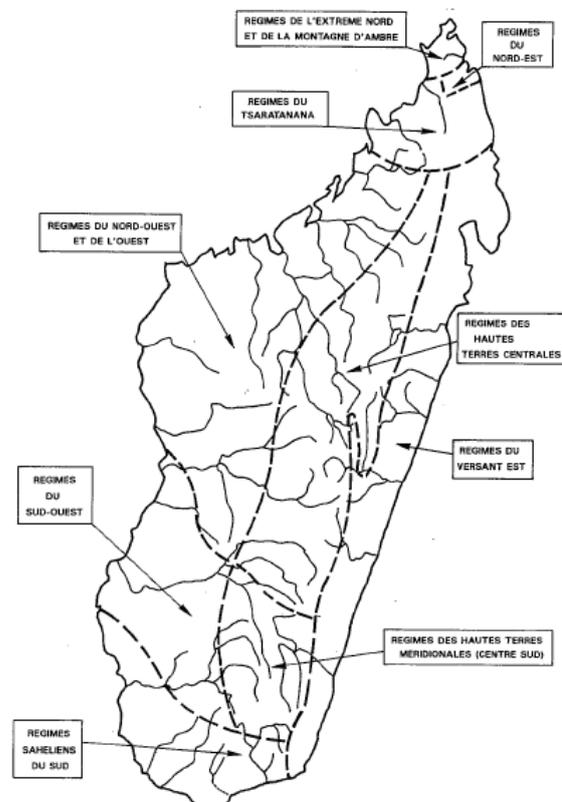 REGIMES DE L'EXTREME NORD
ET DE LA MONTAGNE D'AMBRE
REGIMES
DU
NORD-EST
REGIMES DU
TSARATANANA
REGIMES DU NORD-OUEST
ET DE L'OUEST
REGIMES DES
HAUTES
TERRES CENTRALES
REGIMES DU
VERSANT EST
REGIMES
DU
SUD-OUEST
REGIMES DES HAUTES TERRES
MERIDIONALES (CENTRE SUD)
REGIMES
SAHELIENS
DU SUD